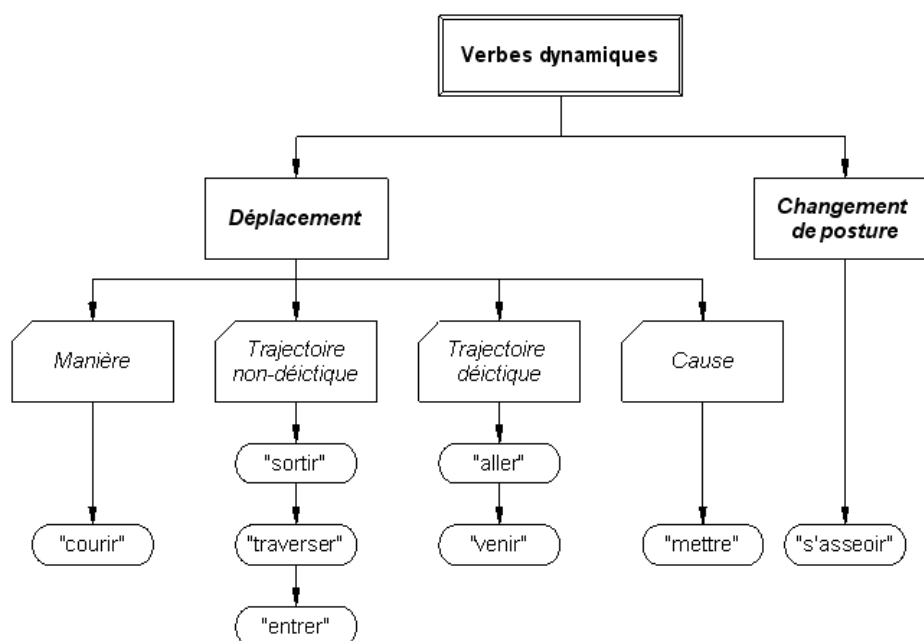 Verbes dynamiques
Déplacement
Changement
de posture
Manière
Trajectoire
non-déictique
Trajectoire
déictique
Cause
"sortir"
"aller"
"courir"
"traverser"
"venir"
"mettre"
"s'asseoir"
"entrer"